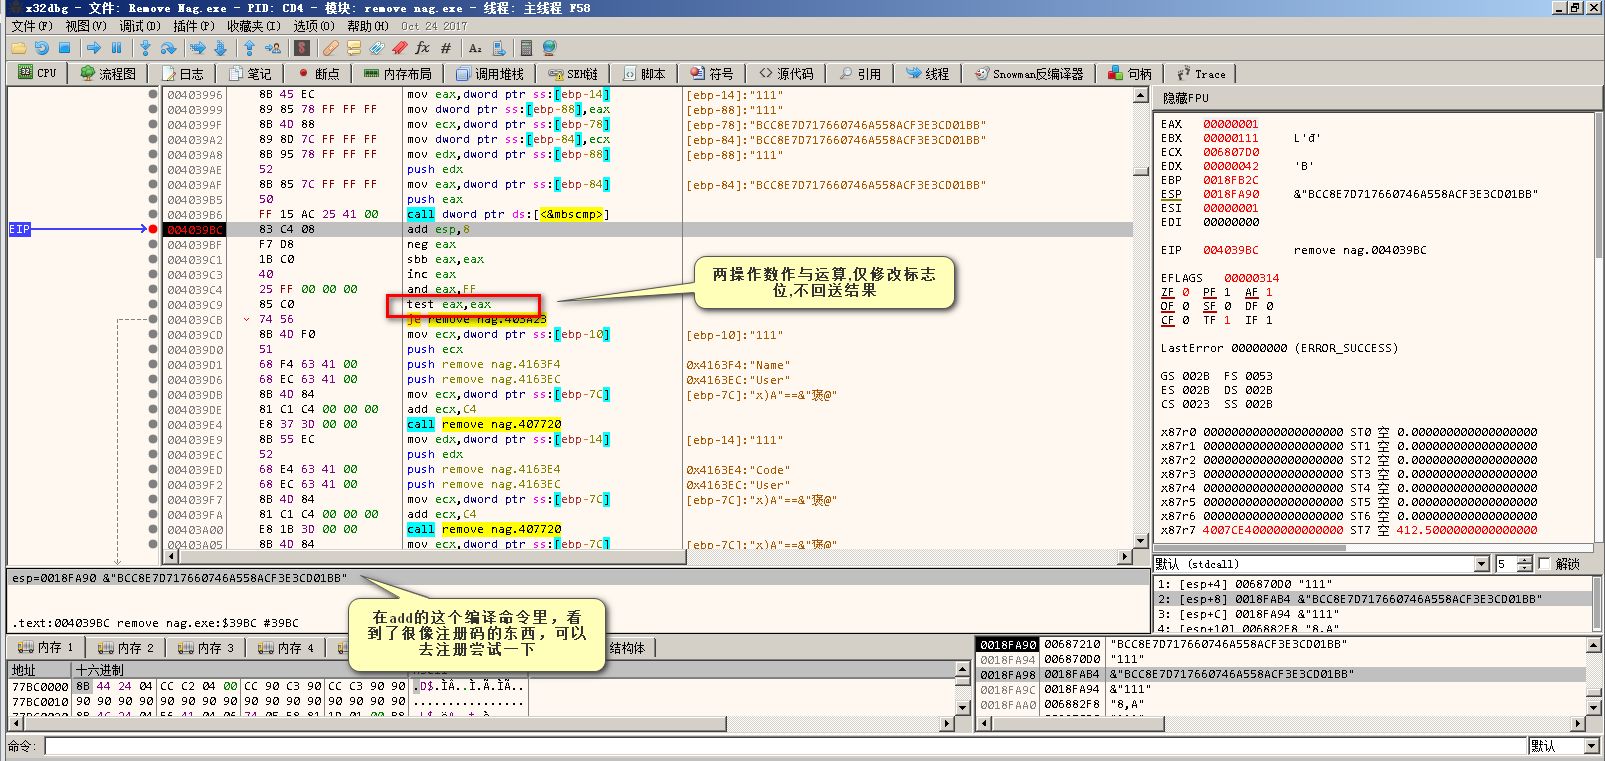 x32dbg - 文件: Remove Nag.exe - PID: CD4 - 模块: remove nag.exe - 线程: 主线程 F58
文件(F) 视图(V) 调试(D) 插件(P) 收藏夹(I) 选项(O) 帮助(H) Oct 24 2017
CPU 流程图 日志 笔记 断点 内存布局 调用堆栈 SEH链 脚本 符号 源代码 引用 线程 Snowman反编译器 句柄 Trace
00403996 8B 45 EC mov eax,dword ptr ss:[ebp-14] [ebp-14]:"111"
00403999 89 85 78 FF FF FF mov dword ptr ss:[ebp-88],eax [ebp-88]:"111"
0040399F 8B 4D 88 mov ecx,dword ptr ss:[ebp-78] [ebp-78]:"BCC8E7D717660746A558ACF3E3CD01BB"
004039A2 89 8D 7C FF FF FF mov dword ptr ss:[ebp-84],ecx [ebp-84]:"BCC8E7D717660746A558ACF3E3CD01BB"
004039A8 8B 95 78 FF FF FF mov edx,dword ptr ss:[ebp-88] [ebp-88]:"111"
004039AE 52 push edx
004039AF 8B 85 7C FF FF FF mov eax,dword ptr ss:[ebp-84] [ebp-84]:"BCC8E7D717660746A558ACF3E3CD01BB"
004039B5 50 push eax
004039B6 FF 15 AC 25 41 00 call dword ptr ds:[<&mbscmp>]
EIP 004039BC 83 C4 08 add esp,8
004039BF F7 D8 neg eax
004039C1 1B C0 sbb eax,eax
004039C3 40 inc eax
004039C4 25 FF 00 00 00 and eax,FF
004039C9 85 C0 test eax,eax
004039CB 74 56 je remove nag.403A23
004039CD 8B 4D F0 mov ecx,dword ptr ss:[ebp-10] [ebp-10]:"111"
004039D0 51 push ecx
004039D1 68 F4 63 41 00 push remove nag.4163F4 0x4163F4:"Name"
004039D6 68 EC 63 41 00 push remove nag.4163EC 0x4163EC:"User"
004039DB 8B 4D 84 mov ecx,dword ptr ss:[ebp-7C] [ebp-7C]:"x)A"==&"褒@"
004039DE 81 C1 C4 00 00 00 add ecx,C4
004039E4 E8 37 3D 00 00 call remove nag.407720
004039E9 8B 55 EC mov edx,dword ptr ss:[ebp-14] [ebp-14]:"111"
004039EC 52 push edx
004039ED 68 E4 63 41 00 push remove nag.4163E4 0x4163E4:"Code"
004039F2 68 EC 63 41 00 push remove nag.4163EC 0x4163EC:"User"
004039F7 8B 4D 84 mov ecx,dword ptr ss:[ebp-7C] [ebp-7C]:"x)A"==&"褒@"
004039FA 81 C1 C4 00 00 00 add ecx,C4
00403A00 E8 1B 3D 00 00 call remove nag.407720
00403A05 8B 4D 84 mov ecx,dword ptr ss:[ebp-7C] [ebp-7C]:"x)A"==&"褒@"
两操作数作与运算,仅修改标志
位,不回送结果
隐藏FPU
EAX 00000001
EBX 00000111 L'đ'
ECX 006807D0
EDX 00000042 'B'
EBP 0018FB2C
ESP 0018FA90 &"BCC8E7D717660746A558ACF3E3CD01BB"
ESI 00000001
EDI 00000000
EIP 004039BC remove nag.004039BC
EFLAGS 00000314
ZF 0 PF 1 AF 1
OF 0 SF 0 DF 0
CF 0 TF 1 IF 1
LastError 00000000 (ERROR_SUCCESS)
GS 002B FS 0053
ES 002B DS 002B
CS 0023 SS 002B
x87r0 00000000000000000000 ST0 空 0.000000000000000000
x87r1 00000000000000000000 ST1 空 0.000000000000000000
x87r2 00000000000000000000 ST2 空 0.000000000000000000
x87r3 00000000000000000000 ST3 空 0.000000000000000000
x87r4 00000000000000000000 ST4 空 0.000000000000000000
x87r5 00000000000000000000 ST5 空 0.000000000000000000
x87r6 00000000000000000000 ST6 空 0.000000000000000000
x87r7 4007CE40000000000000 ST7 空 412.5000000000000000
默认 (stdcall) 5 解锁
1: [esp+4] 006870D0 "111"
2: [esp+8] 0018FAB4 &"BCC8E7D717660746A558ACF3E3CD01BB"
3: [esp+C] 0018FA94 &"111"
4: [esp+10] 006882F8 "8,A"
esp=0018FA90 &"BCC8E7D717660746A558ACF3E3CD01BB"
.text:004039BC remove nag.exe:$39BC #39BC
在add的这个编译命令里，看
到了很像注册码的东西，可以
去注册尝试一下
内存 1 内存 2 内存 3 内存 4 结构体
地址 十六进制
77BC0000 8B 44 24 04 CC C2 04 00 CC 90 C3 90 CC C3 90 90 .D$.ÌÂ..Ì.Ã.ÌÃ..
77BC0010 90 90 90 90 90 90 90 90 90 90 90 90 90 90 90 90 ................
0018FA90 00687210 "BCC8E7D717660746A558ACF3E3CD01BB"
0018FA94 006870D0 "111"
0018FA98 0018FAB4 &"BCC8E7D717660746A558ACF3E3CD01BB"
0018FA9C 0018FA94 &"111"
0018FAA0 006882F8 "8,A"
命令: 默认